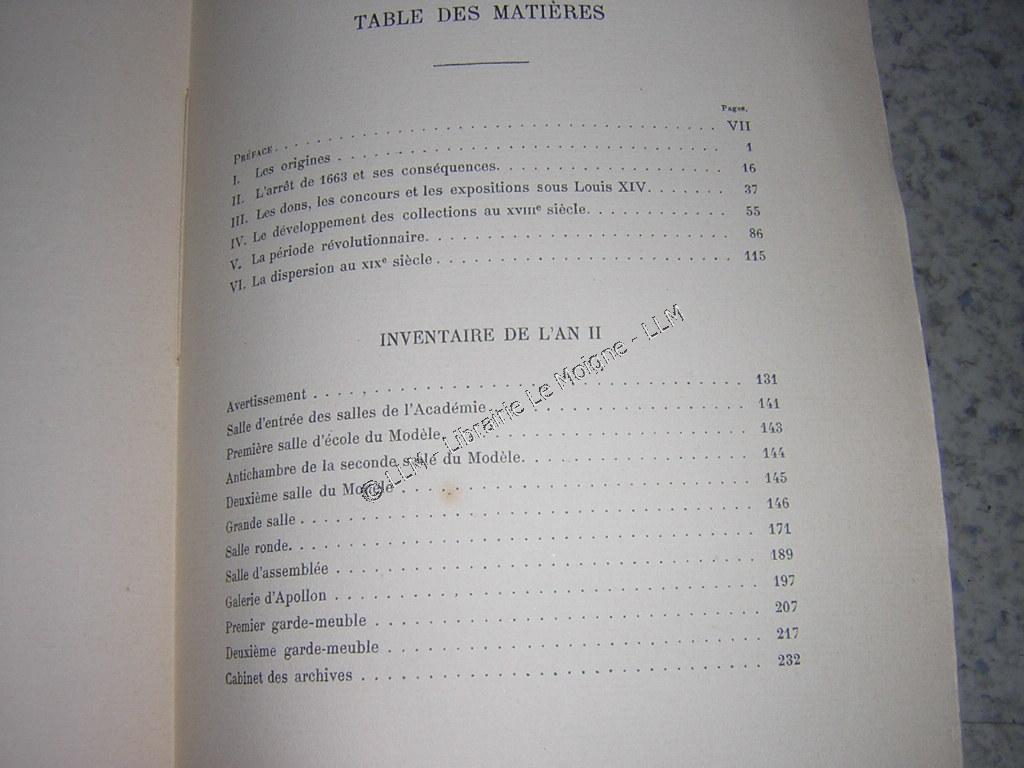 TABLE DES MATIÈRES
Pages.
PRÉFACE. . . . . . . . . . . . . . . . . . . . VII
I. Les origines . . . . . . . . . . . . . . . . . . . . 1
II. L'arrêt de 1663 et ses conséquences. . . . . . . . . . . . . 16
III. Les dons, les concours et les expositions sous Louis XIV. . . . . . . 37
IV. Le développement des collections au XVIIIe siècle. . . . . . . . . . 55
V. La période révolutionnaire. . . . . . . . . . . . . . . . . . 86
VI. La dispersion au XIXe siècle . . . . . . . . . . . . . . . . . 115
INVENTAIRE DE L'AN II
Avertissement . . . . . . . . . . . . . . . . . . . . 131
Salle d'entrée des salles de l'Académie. . . . . . . . . . . . . 141
Première salle d'école du Modèle. . . . . . . . . . . . . . . . 143
Antichambre de la seconde salle du Modèle. . . . . . . . . . . . 144
Deuxième salle du Modèle . . . . . . . . . . . . . . . . . . 145
Grande salle . . . . . . . . . . . . . . . . . . . . 146
Salle ronde. . . . . . . . . . . . . . . . . . . . . 171
Salle d'assemblée . . . . . . . . . . . . . . . . . . . . 189
Galerie d'Apollon . . . . . . . . . . . . . . . . . . . . 197
Premier garde-meuble . . . . . . . . . . . . . . . . . . . 207
Deuxième garde-meuble . . . . . . . . . . . . . . . . . . 217
Cabinet des archives . . . . . . . . . . . . . . . . . . . 232
© LLM - Librairie Le Moigne - LLM